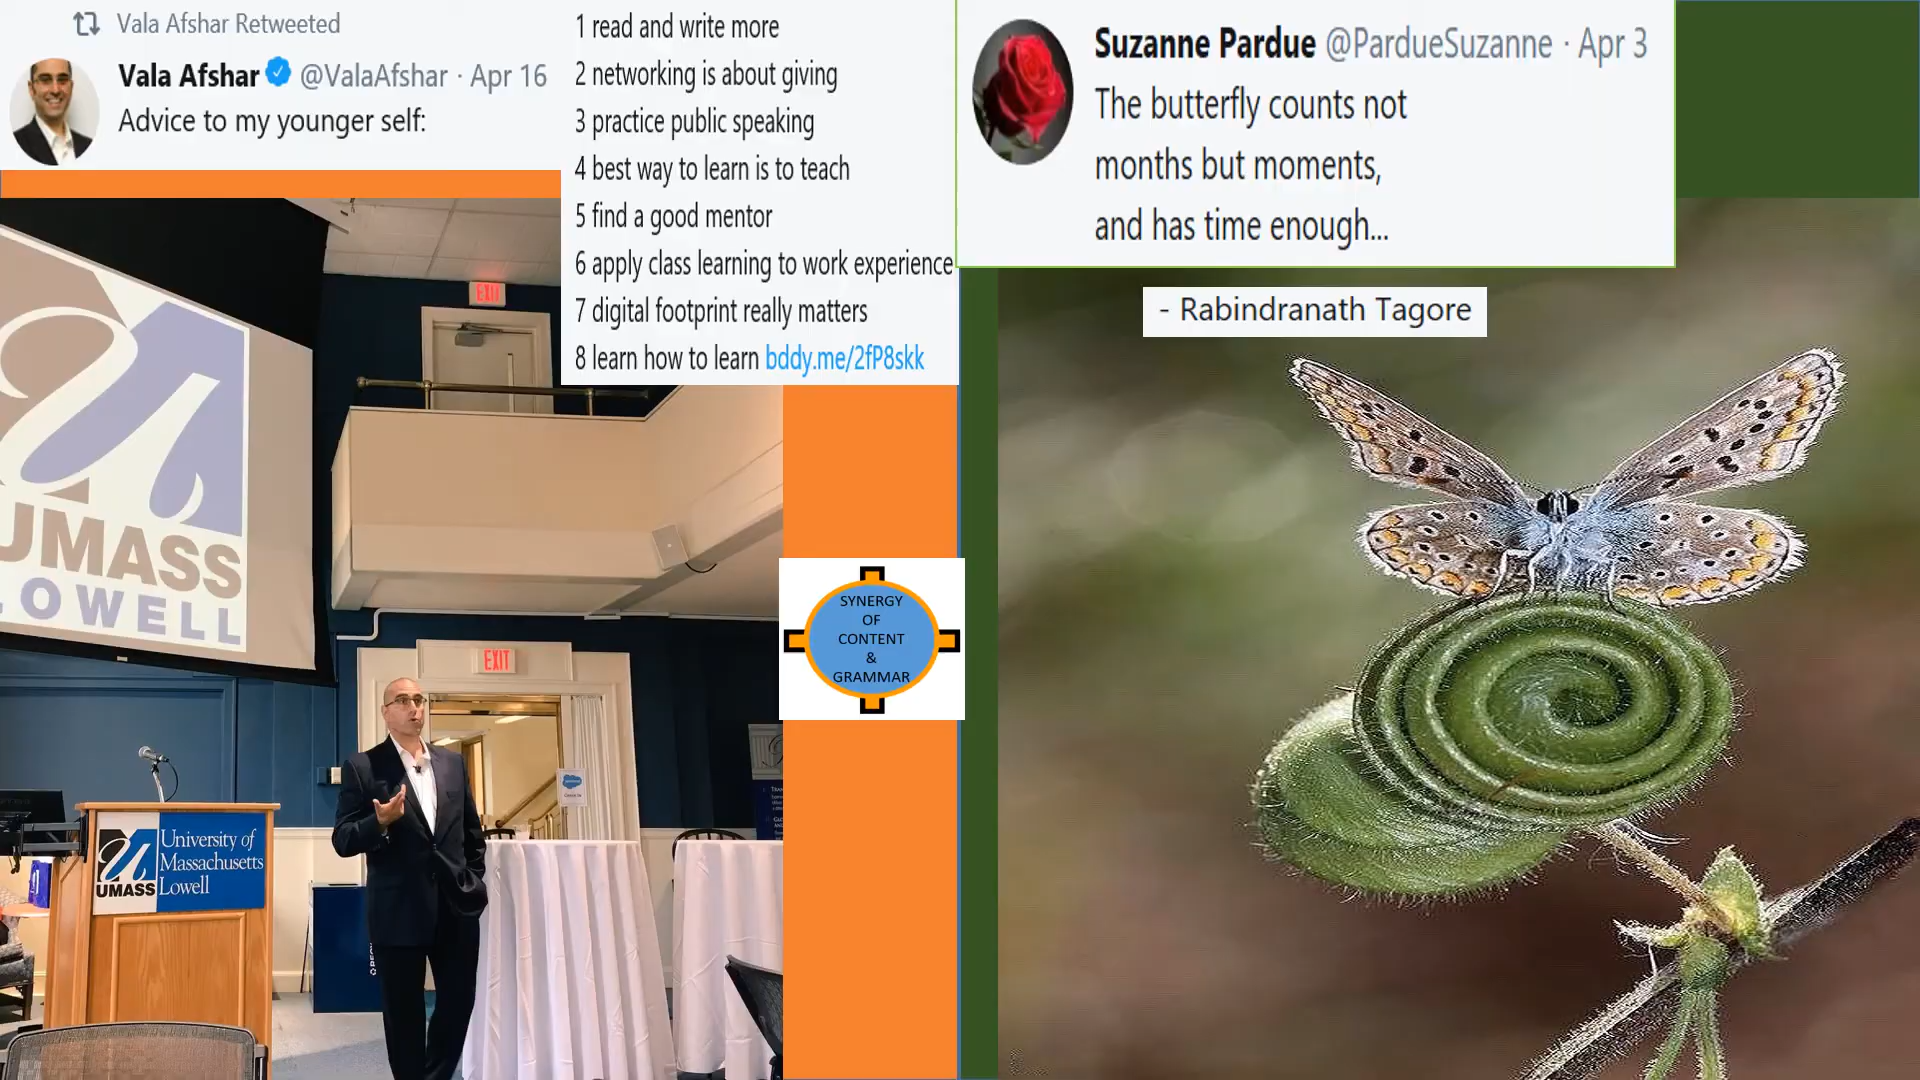 Vala Afshar Retweeted
Vala Afshar @ValaAfshar · Apr 16
Advice to my younger self:
1 read and write more
2 networking is about giving
3 practice public speaking
4 best way to learn is to teach
5 find a good mentor
6 apply class learning to work experience
7 digital footprint really matters
8 learn how to learn bddy.me/2fP8skk
Suzanne Pardue @PardueSuzanne · Apr 3
The butterfly counts not
months but moments,
and has time enough...
- Rabindranath Tagore
EXIT
UMASS
LOWELL
EXIT
SYNERGY
OF
CONTENT
&
GRAMMAR
University of
Massachusetts
Lowell
UMASS